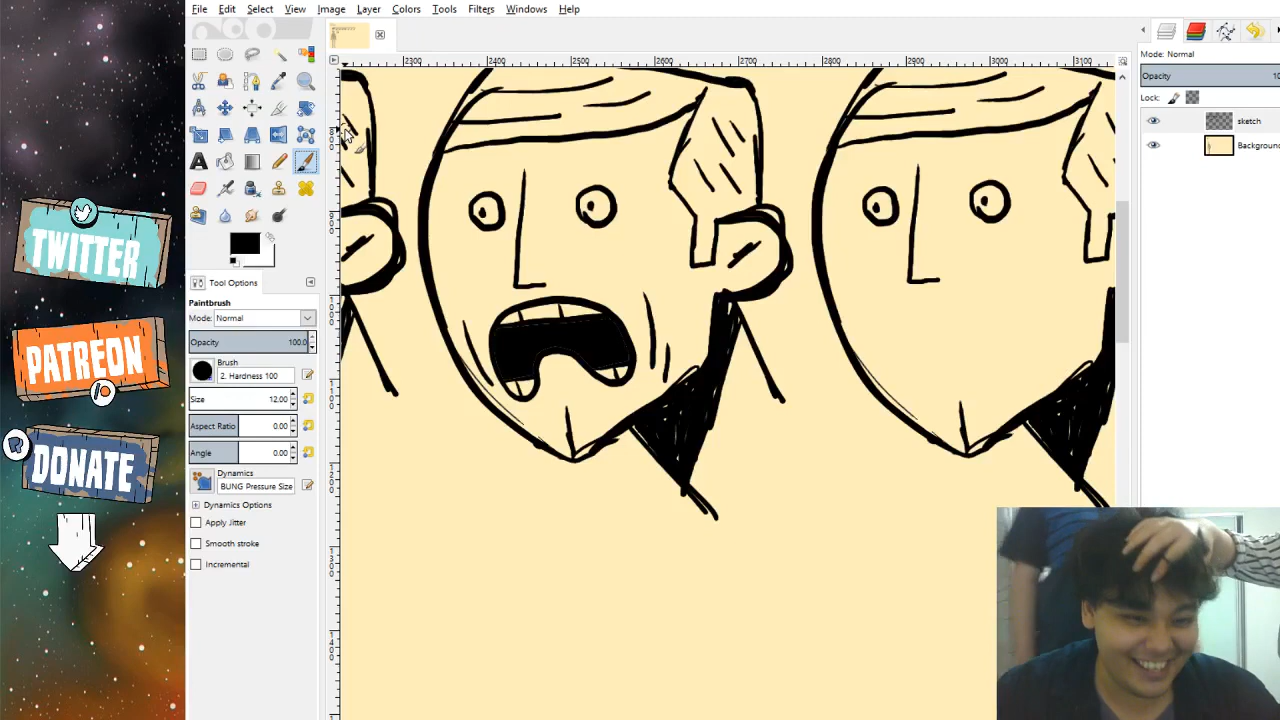 File Edit Select View Image Layer Colors Tools Filters Windows Help
TWITTER
PATREON
DONATE
Tool Options
Paintbrush
Mode: Normal
Opacity 100.0
Brush
2. Hardness 100
Size 12.00
Aspect Ratio 0.00
Angle 0.00
Dynamics
BUNG Pressure Size
Dynamics Options
Apply Jitter
Smooth stroke
Incremental
2300 2400 2500 2600 2700 2800 2900 3000 3100
Mode: Normal
Opacity 10
Lock:
sketch
Background